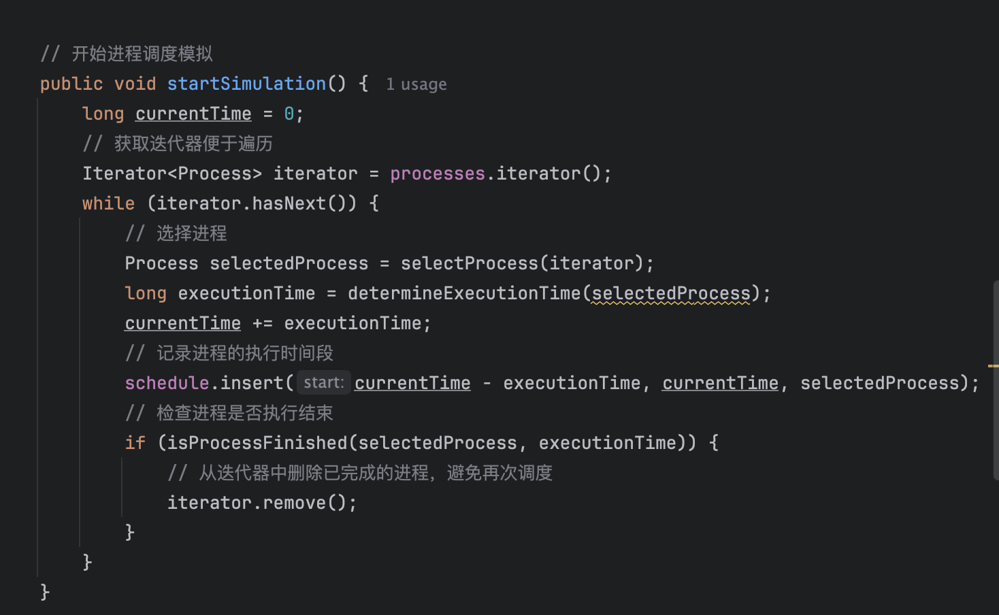 // 开始进程调度模拟
public void startSimulation() { 1 usage
long currentTime = 0;
// 获取迭代器便于遍历
Iterator<Process> iterator = processes.iterator();
while (iterator.hasNext()) {
// 选择进程
Process selectedProcess = selectProcess(iterator);
long executionTime = determineExecutionTime(selectedProcess);
currentTime += executionTime;
// 记录进程的执行时间段
schedule.insert( start: currentTime - executionTime, currentTime, selectedProcess);
// 检查进程是否执行结束
if (isProcessFinished(selectedProcess, executionTime)) {
// 从迭代器中删除已完成的进程，避免再次调度
iterator.remove();
}
}
}